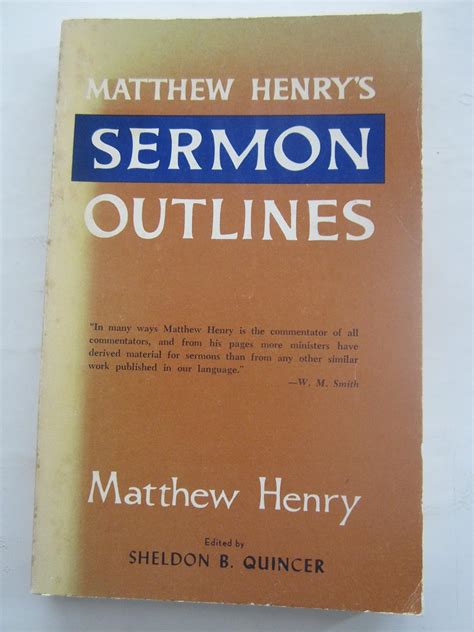 MATTHEW HENRY'S
SERMON
OUTLINES
"In many ways Matthew Henry is the commentator of all
commentators, and from his pages more ministers have
derived material for sermons than from any other similar
work published in our language."
—W. M. Smith
Matthew Henry
Edited by
SHELDON B. QUINCER